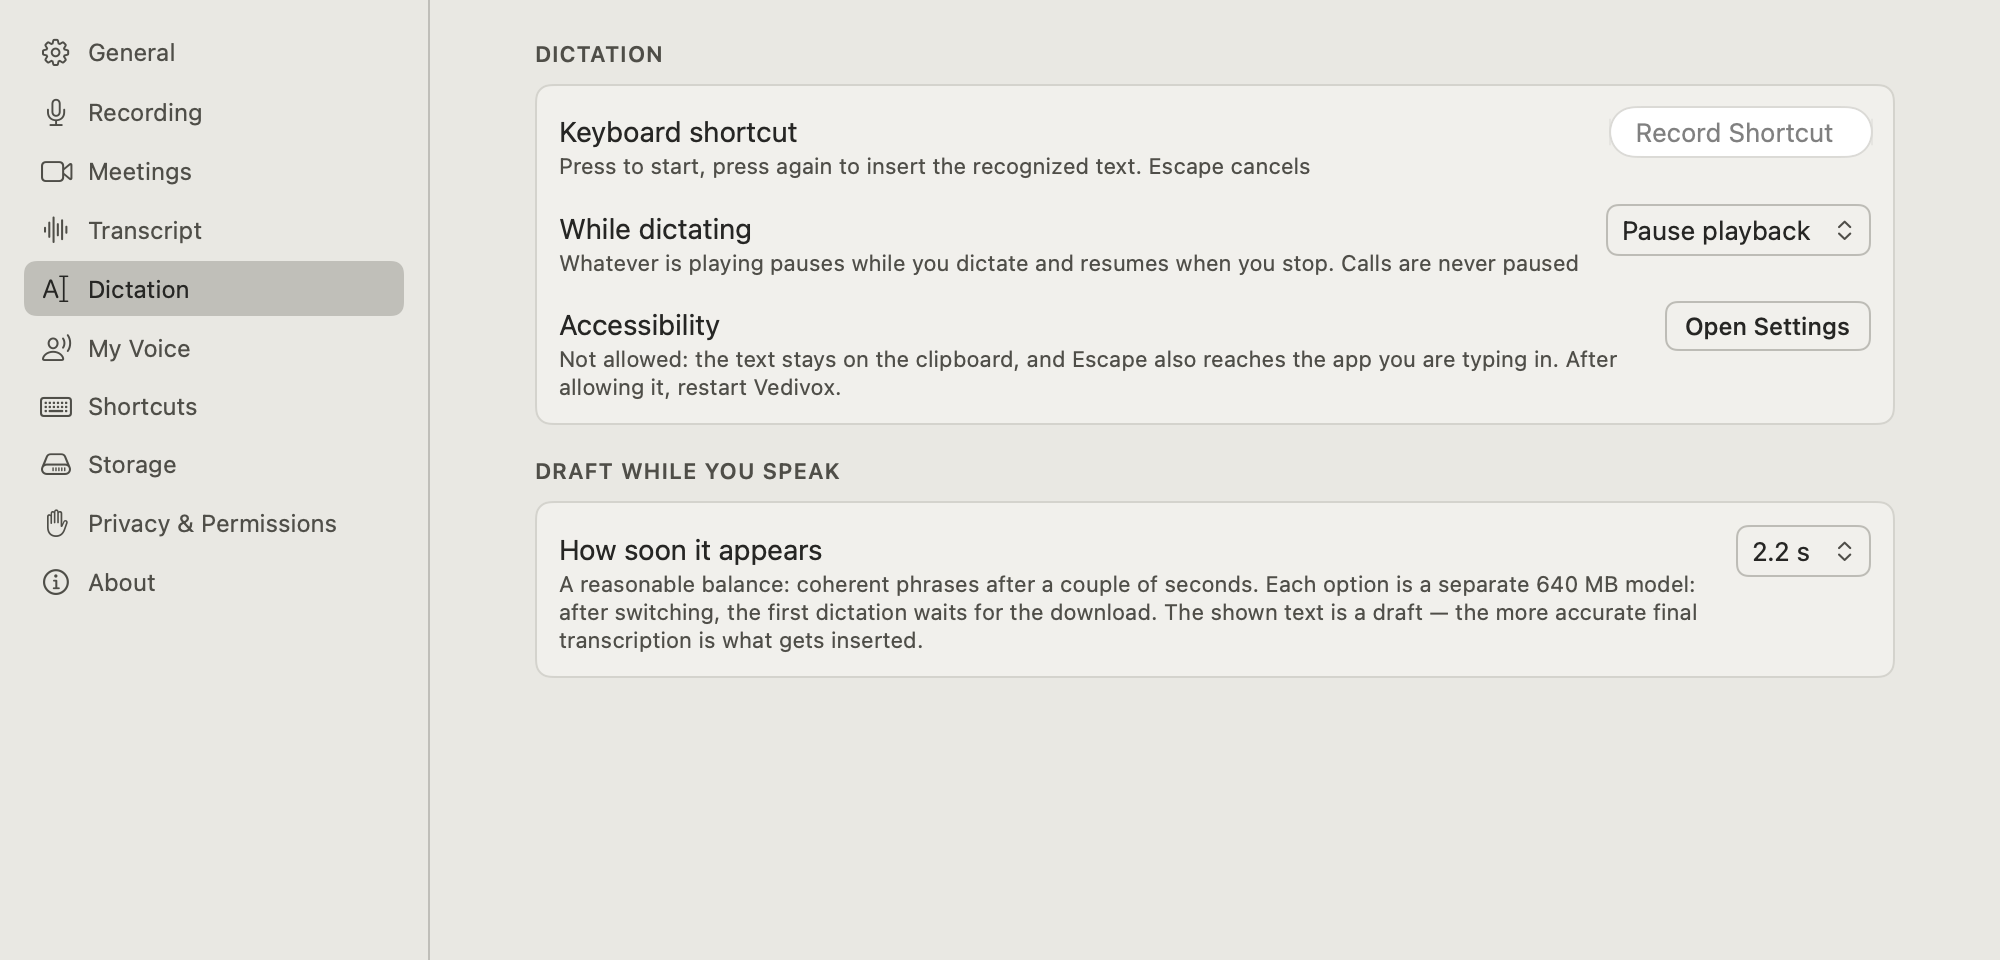 General
Recording
Meetings
Transcript
Dictation
My Voice
Shortcuts
Storage
Privacy & Permissions
About
DICTATION
Keyboard shortcut
Record Shortcut
Press to start, press again to insert the recognized text. Escape cancels
While dictating
Pause playback
Whatever is playing pauses while you dictate and resumes when you stop. Calls are never paused
Accessibility
Open Settings
Not allowed: the text stays on the clipboard, and Escape also reaches the app you are typing in. After
allowing it, restart Vedivox.
DRAFT WHILE YOU SPEAK
How soon it appears
2.2 s
A reasonable balance: coherent phrases after a couple of seconds. Each option is a separate 640 MB model:
after switching, the first dictation waits for the download. The shown text is a draft — the more accurate final
transcription is what gets inserted.